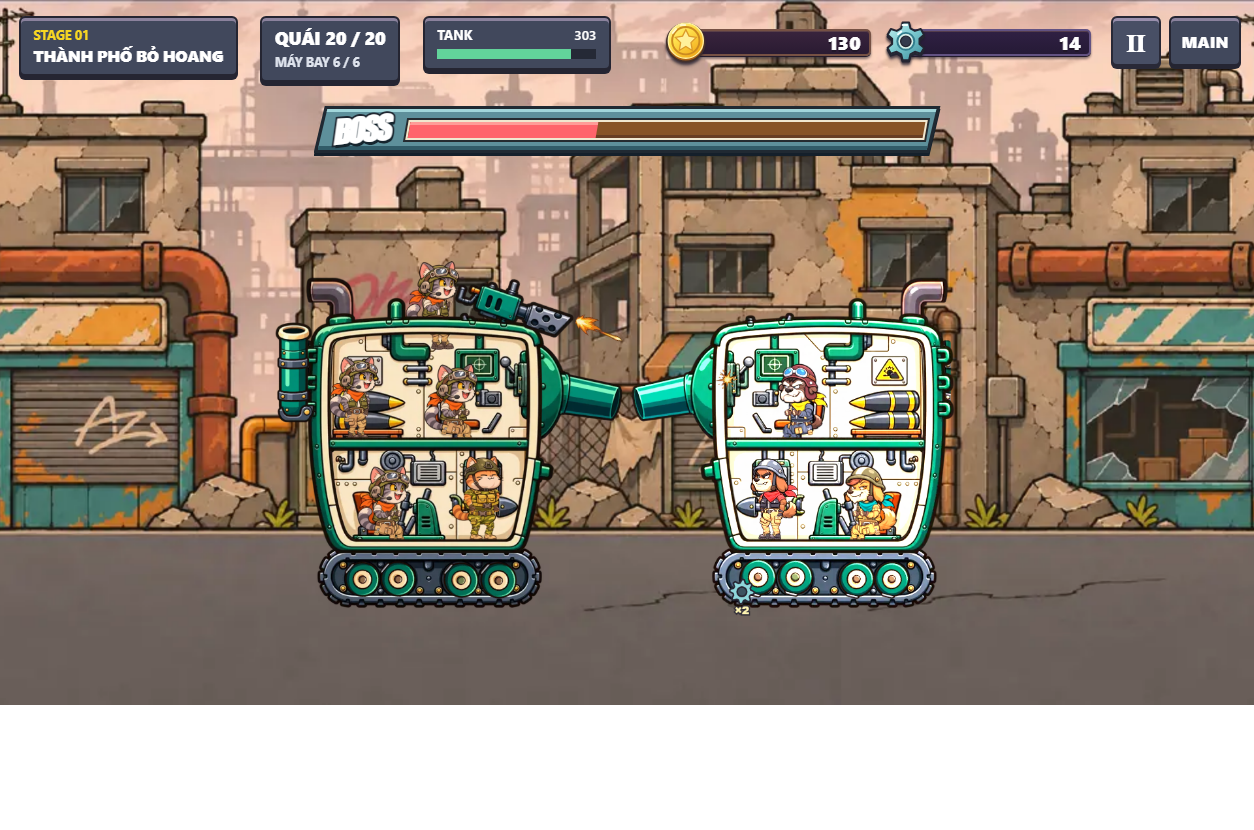 STAGE 01
THÀNH PHỐ BỎ HOANG
QUÁI 20 / 20
MÁY BAY 6 / 6
TANK 303
130
14
II
MAIN
BOSS
AZ
×2